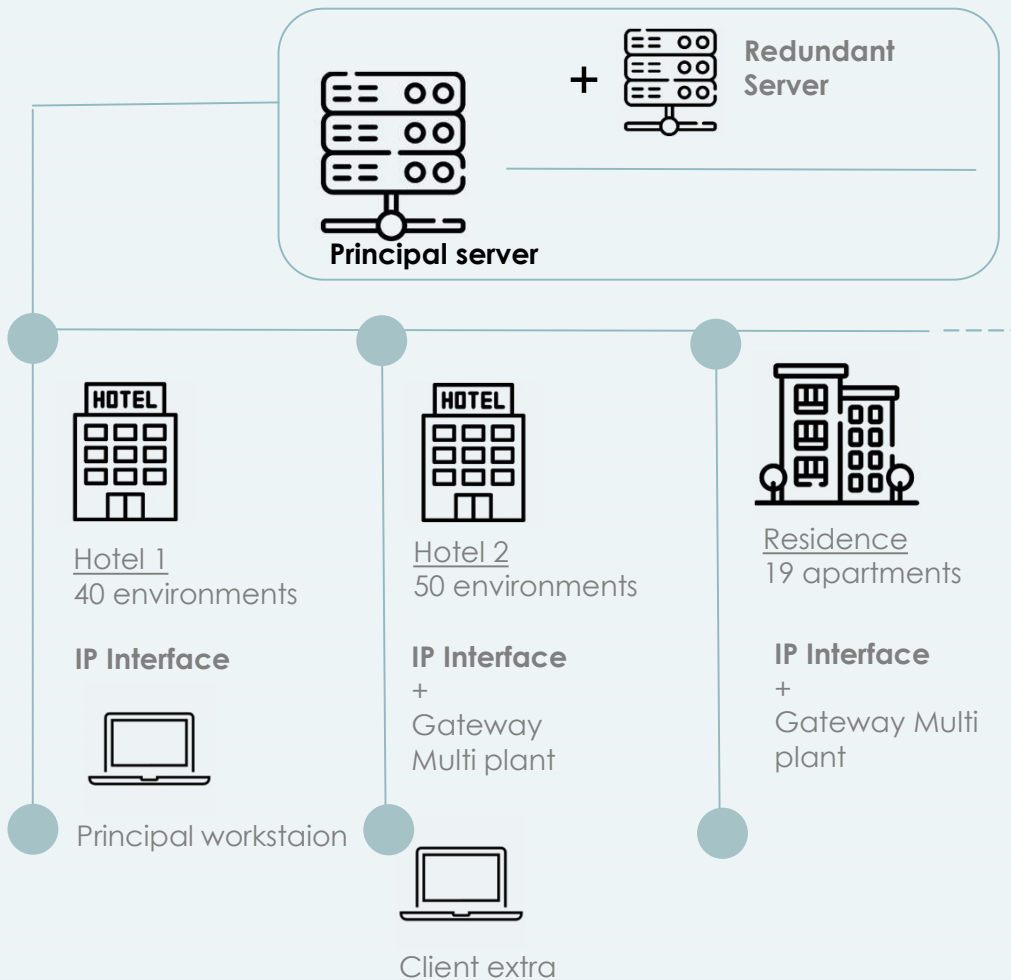 +
Redundant
Server
Principal server
HOTEL
HOTEL
Hotel 1
40 environments
IP Interface
Principal workstaion
Hotel 2
50 environments
IP Interface
+
Gateway
Multi plant
Client extra
Residence
19 apartments
IP Interface
+
Gateway Multi
plant